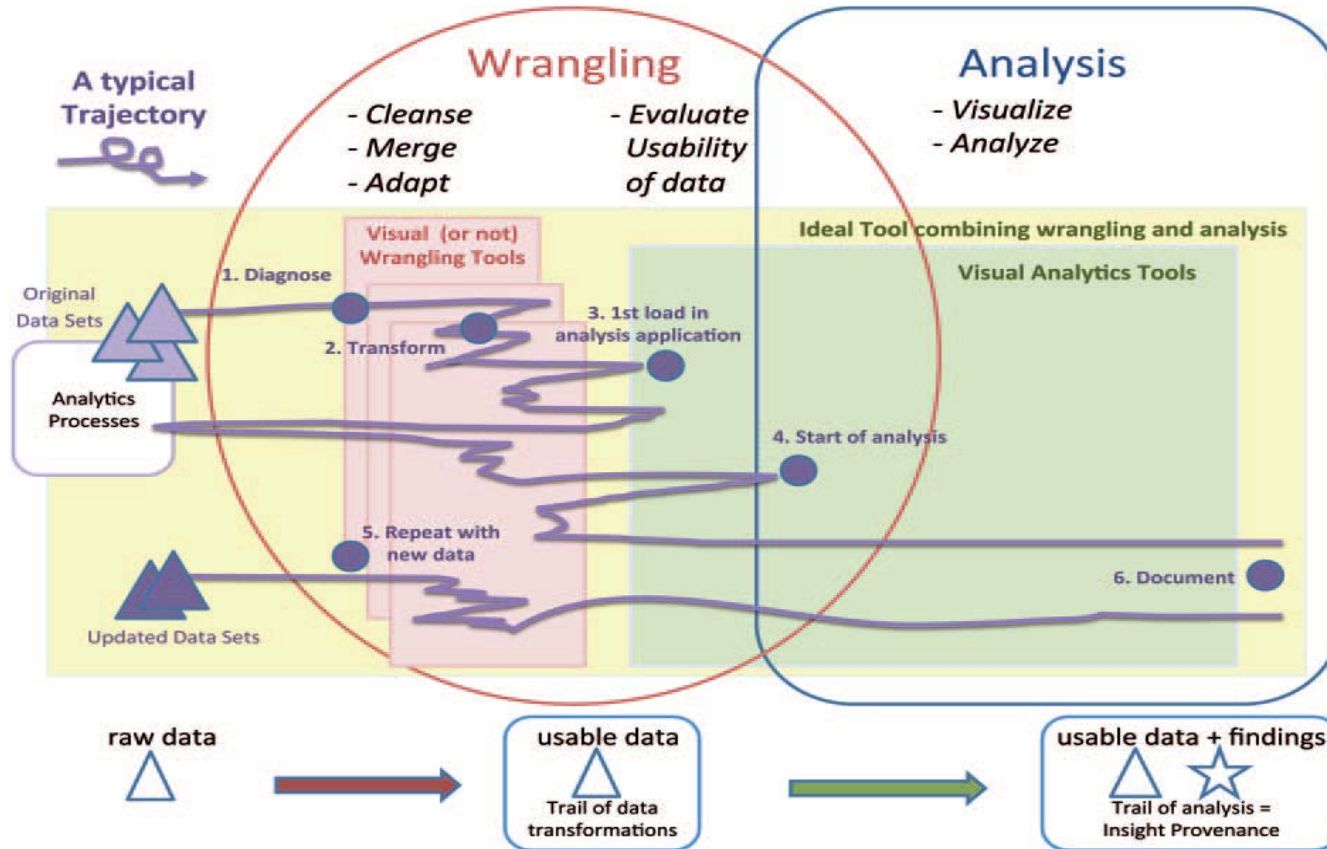 Wrangling
Analysis
A typical
Trajectory
- Cleanse
- Merge
- Adapt
- Evaluate
Usability
of data
- Visualize
- Analyze
Visual (or not)
Wrangling Tools
Ideal Tool combining wrangling and analysis
Visual Analytics Tools
1. Diagnose
Original
Data Sets
2. Transform
3. 1st load in
analysis application
Analytics
Processes
4. Start of analysis
5. Repeat with
new data
6. Document
Updated Data Sets
raw data
usable data
Trail of data
transformations
usable data + findings
Trail of analysis =
Insight Provenance